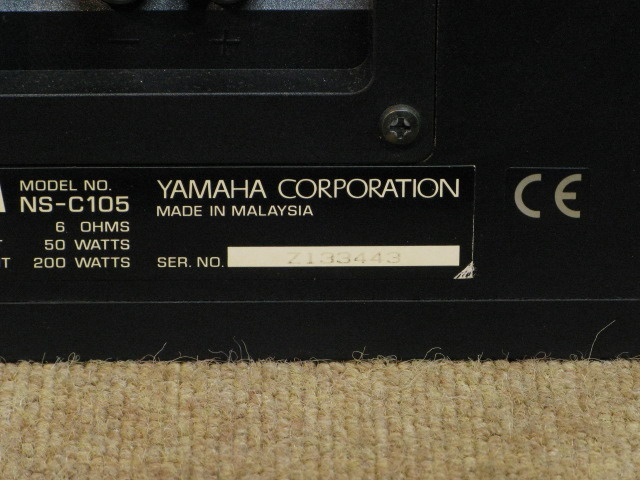 MODEL NO.
NS-C105
6 OHMS
50 WATTS
200 WATTS
YAMAHA CORPORATION
MADE IN MALAYSIA
SER. NO. Z133443
CE